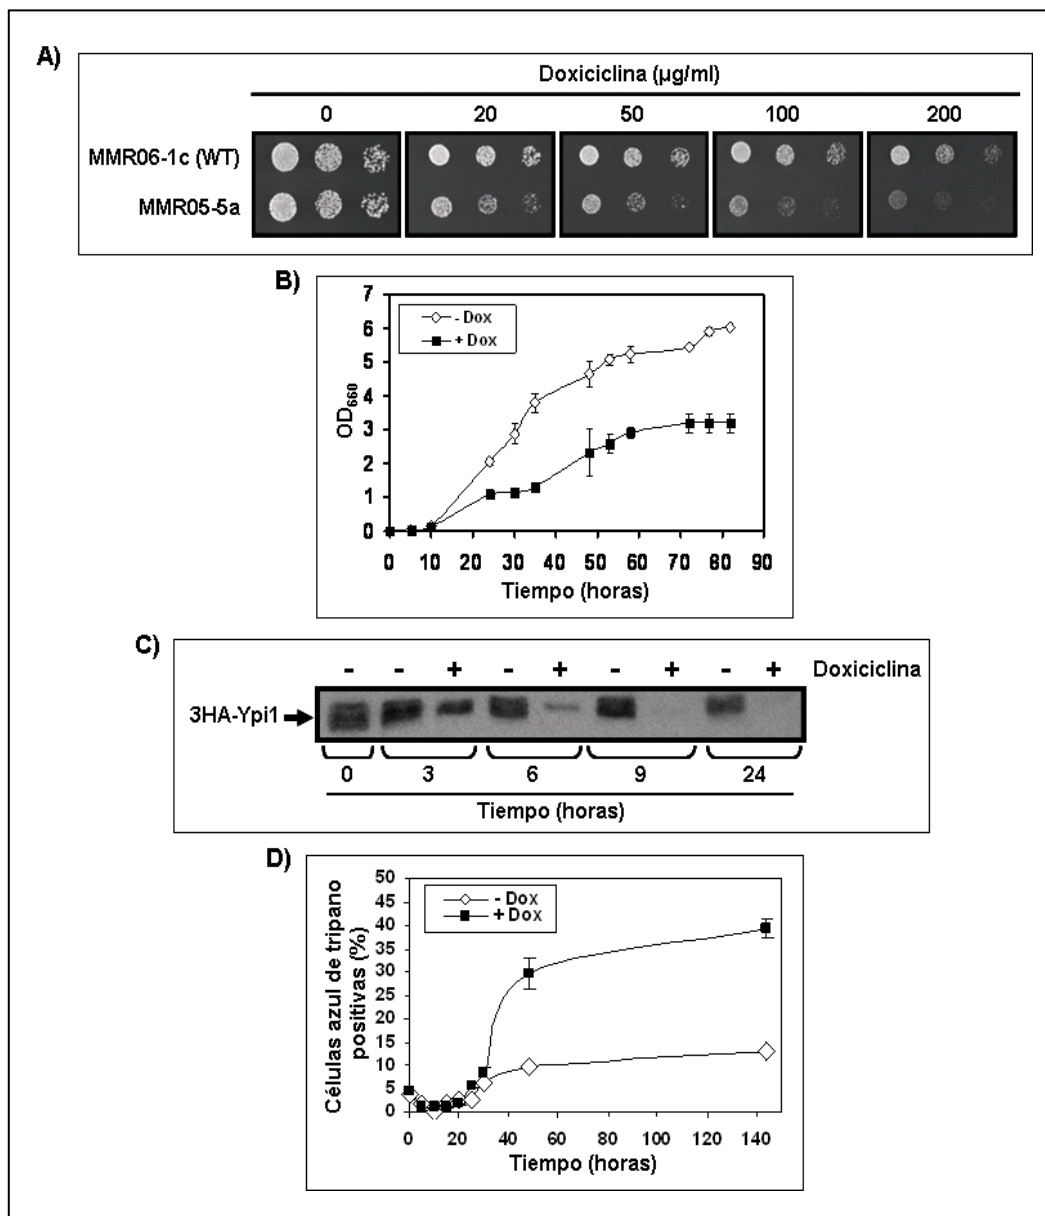 A)
Doxiciclina (µg/ml)
0 20 50 100 200
MMR06-1c (WT)
MMR05-5a
B)
7
6
5
4
3
2
1
0
- Dox
+ Dox
OD660
0 10 20 30 40 50 60 70 80 90
Tiempo (horas)
C)
- - + - + - + - + Doxiciclina
3HA-Ypi1
0 3 6 9 24
Tiempo (horas)
D)
50
45
40
35
30
25
20
15
10
5
0
- Dox
+ Dox
Células azul de tripano
positivas (%)
0 20 40 60 80 100 120 140
Tiempo (horas)